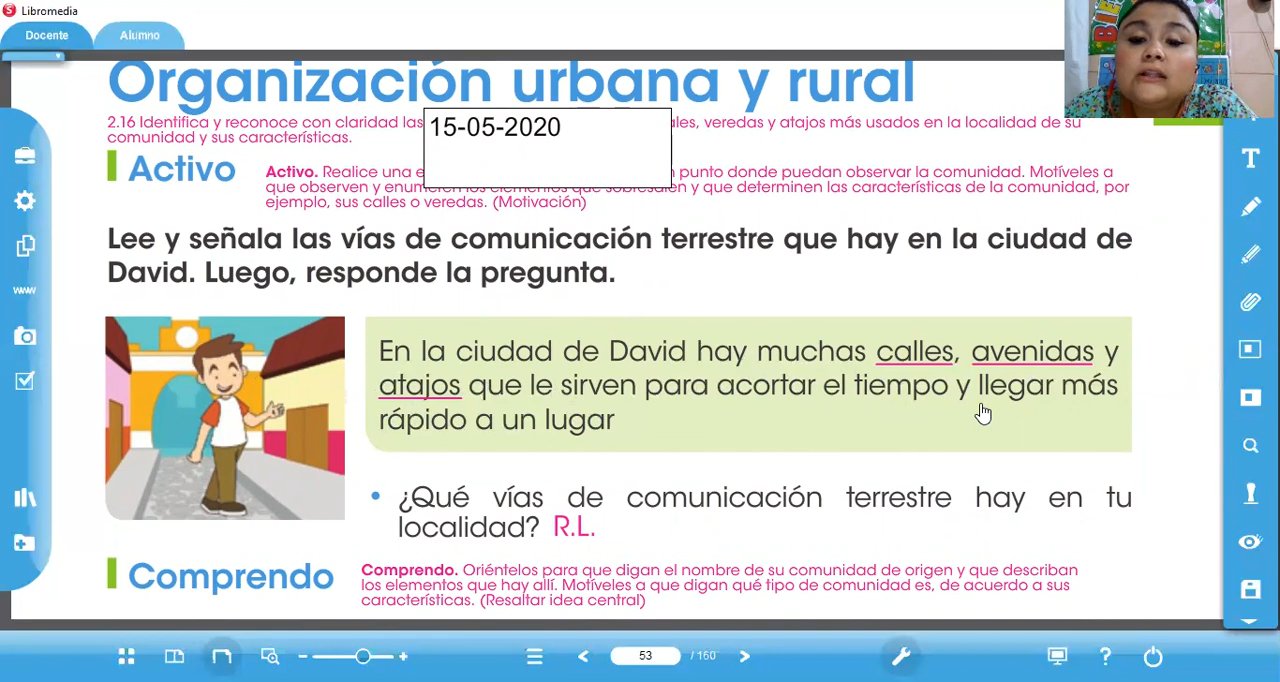 Libromedia
Docente
Alumno
Organización urbana y rural
2.16 Identifica y reconoce con claridad las ales, veredas y atajos más usados en la localidad de su
comunidad y sus características.
15-05-2020
Activo
Activo. Realice una e punto donde puedan observar la comunidad. Motíveles a
que observen y enumeren los elementos que sobresalen y que determinen las características de la comunidad, por
ejemplo, sus calles o veredas. (Motivación)
Lee y señala las vías de comunicación terrestre que hay en la ciudad de
David. Luego, responde la pregunta.
En la ciudad de David hay muchas calles, avenidas y
atajos que le sirven para acortar el tiempo y llegar más
rápido a un lugar
• ¿Qué vías de comunicación terrestre hay en tu
localidad? R.L.
Comprendo
Comprendo. Oriéntelos para que digan el nombre de su comunidad de origen y que describan
los elementos que hay allí. Motíveles a que digan qué tipo de comunidad es, de acuerdo a sus
características. (Resaltar idea central)
www
T
53 / 160
?